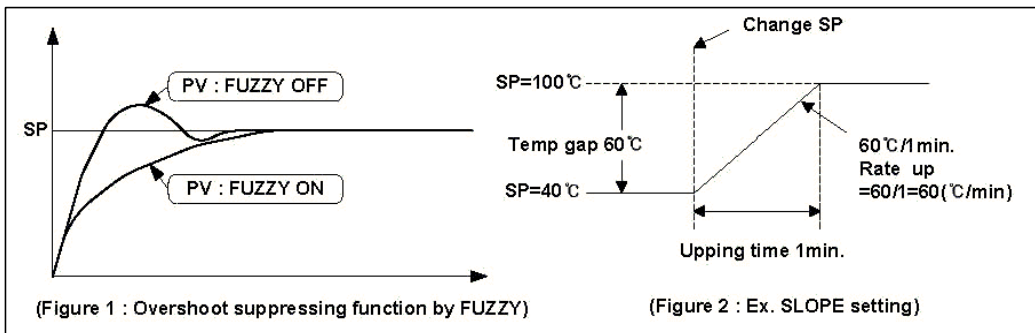 PV : FUZZY OFF
SP
PV : FUZZY ON
(Figure 1 : Overshoot suppressing function by FUZZY)
Change SP
SP=100℃
Temp gap 60℃
SP=40℃
60℃/1min.
Rate up
=60/1=60(℃/min)
Upping time 1min.
(Figure 2 : Ex. SLOPE setting)